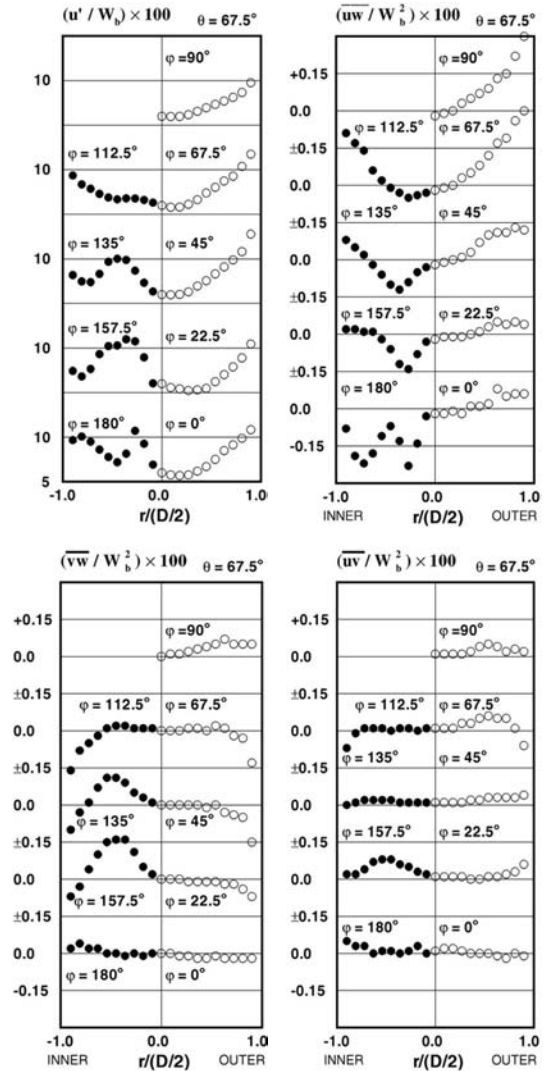 (u' / W_b) × 100 θ = 67.5°
φ =90°
10
φ = 112.5° φ = 67.5°
10
φ = 135° φ = 45°
10
φ = 157.5° φ = 22.5°
10
φ = 180° φ = 0°
10
5
-1.0 0.0 1.0
r/(D/2)
(u̅w̅ / W_b^2) × 100 θ = 67.5°
φ =90°
+0.15
0.0
φ = 112.5° φ = 67.5°
±0.15
0.0
φ = 135° φ = 45°
±0.15
0.0
φ = 157.5° φ = 22.5°
±0.15
0.0
±0.15
φ = 180° φ = 0°
0.0
-0.15
-1.0 0.0 1.0
INNER r/(D/2) OUTER
(v̅w̅ / W_b^2) × 100 θ = 67.5°
+0.15
φ =90°
0.0
±0.15
φ = 112.5° φ = 67.5°
0.0
±0.15
0.0
φ = 135° φ = 45°
±0.15
0.0
φ = 157.5° φ = 22.5°
±0.15
0.0
φ = 180° φ = 0°
-0.15
-1.0 0.0 1.0
INNER r/(D/2) OUTER
(u̅v̅ / W_b^2) × 100 θ = 67.5°
+0.15
φ =90°
0.0
±0.15
φ = 112.5° φ = 67.5°
0.0
±0.15
φ = 135° φ = 45°
0.0
±0.15
φ = 157.5° φ = 22.5°
0.0
±0.15
φ = 180° φ = 0°
0.0
-0.15
-1.0 0.0 1.0
INNER r/(D/2) OUTER